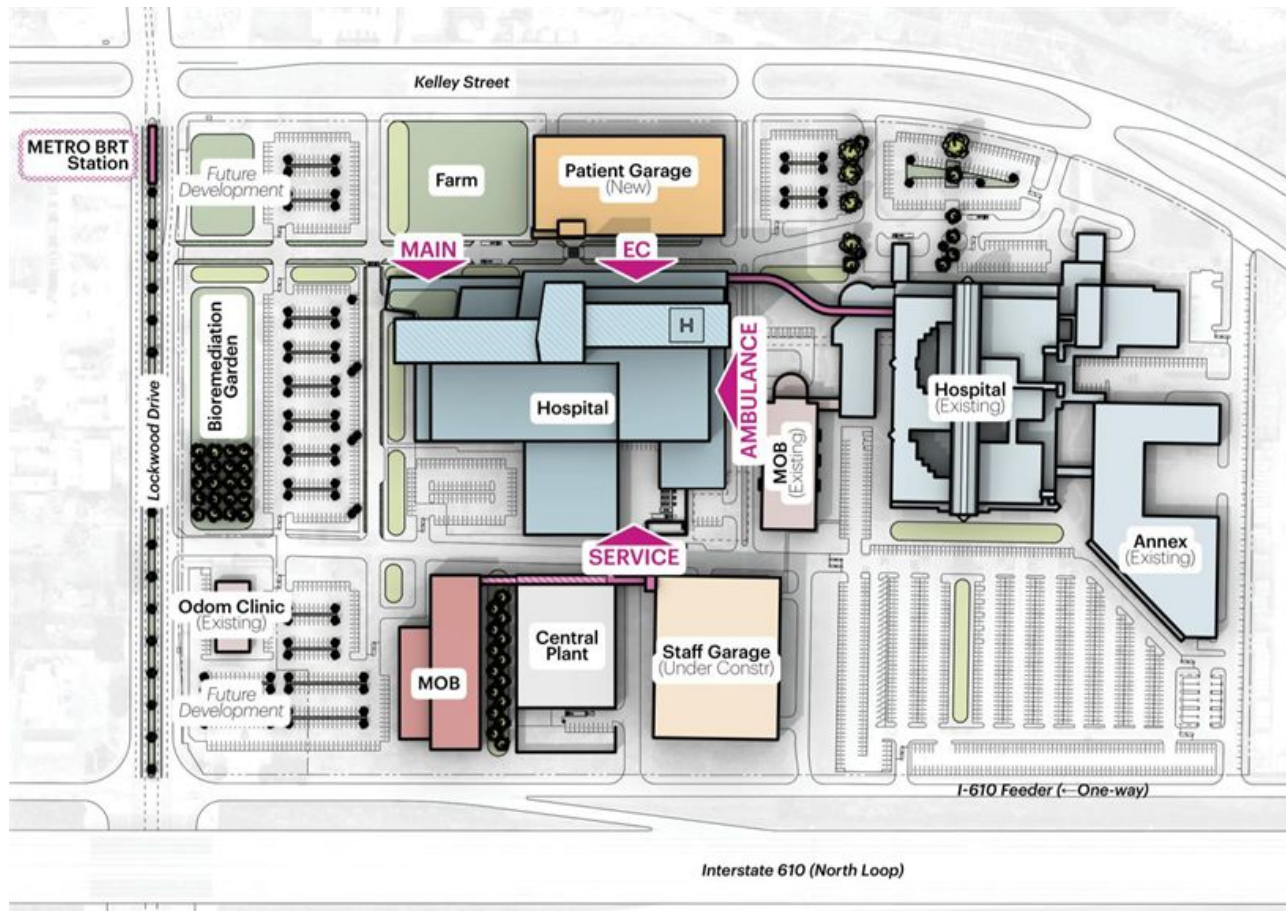 Kelley Street
METRO BRT
Station
Future
Development
Farm
Patient Garage
(New)
MAIN
EC
Bioremediation
Garden
Lockwood Drive
H
Hospital
AMBULANCE
MOB
(Existing)
Hospital
(Existing)
SERVICE
Annex
(Existing)
Odom Clinic
(Existing)
Future
Development
MOB
Central
Plant
Staff Garage
(Under Constr)
I-610 Feeder (←One-way)
Interstate 610 (North Loop)